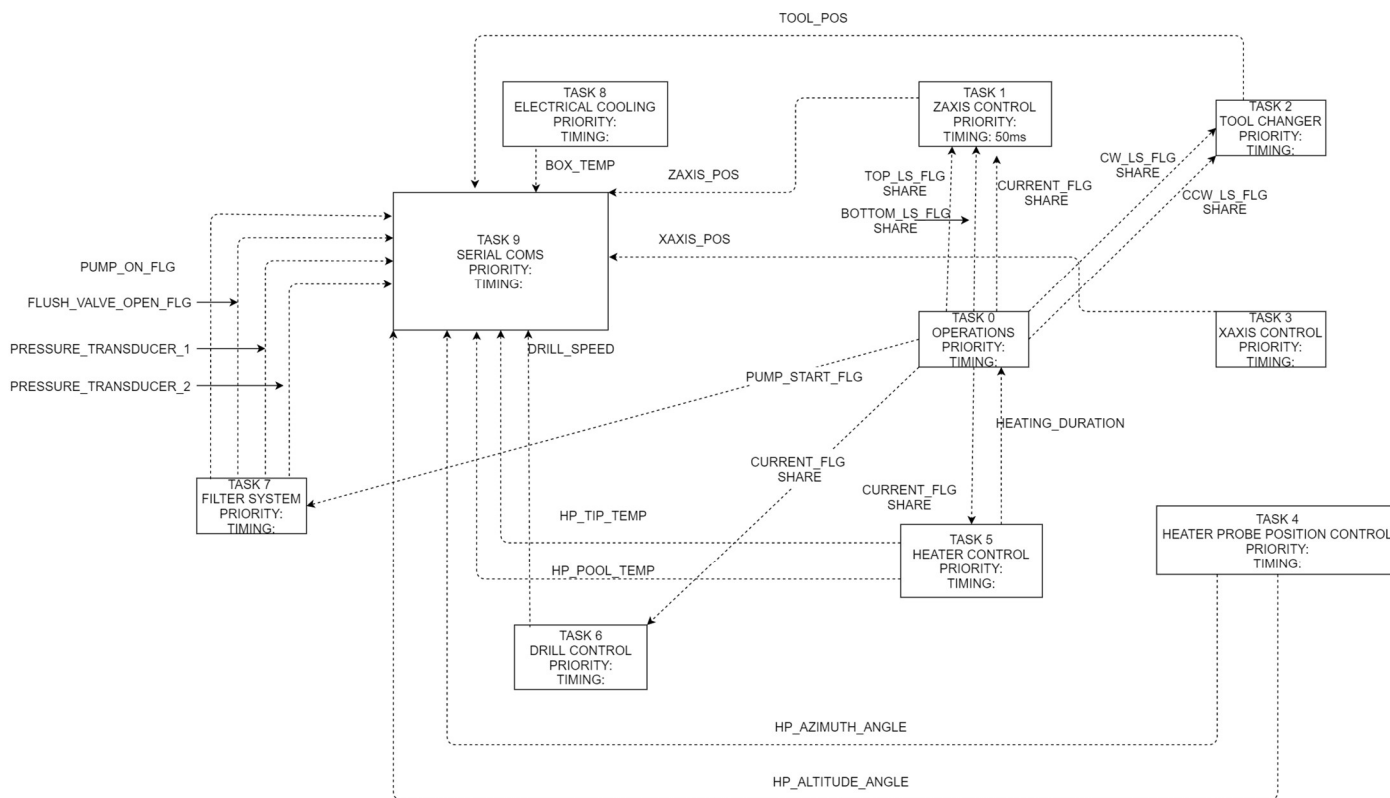 TOOL_POS
TASK 8
ELECTRICAL COOLING
PRIORITY:
TIMING:
TASK 1
ZAXIS CONTROL
PRIORITY:
TIMING: 50ms
TASK 2
TOOL CHANGER
PRIORITY:
TIMING:
BOX_TEMP
ZAXIS_POS
TOP_LS_FLG
SHARE
CURRENT_FLG
SHARE
CW_LS_FLG
SHARE
CCW_LS_FLG
SHARE
BOTTOM_LS_FLG
SHARE
TASK 9
SERIAL COMS
PRIORITY:
TIMING:
XAXIS_POS
PUMP_ON_FLG
FLUSH_VALVE_OPEN_FLG
PRESSURE_TRANSDUCER_1
PRESSURE_TRANSDUCER_2
DRILL_SPEED
TASK 0
OPERATIONS
PRIORITY:
TIMING:
TASK 3
XAXIS CONTROL
PRIORITY:
TIMING:
PUMP_START_FLG
HEATING_DURATION
CURRENT_FLG
SHARE
CURRENT_FLG
SHARE
TASK 7
FILTER SYSTEM
PRIORITY:
TIMING:
HP_TIP_TEMP
HP_POOL_TEMP
TASK 5
HEATER CONTROL
PRIORITY:
TIMING:
TASK 4
HEATER PROBE POSITION CONTROL
PRIORITY:
TIMING:
TASK 6
DRILL CONTROL
PRIORITY:
TIMING:
HP_AZIMUTH_ANGLE
HP_ALTITUDE_ANGLE